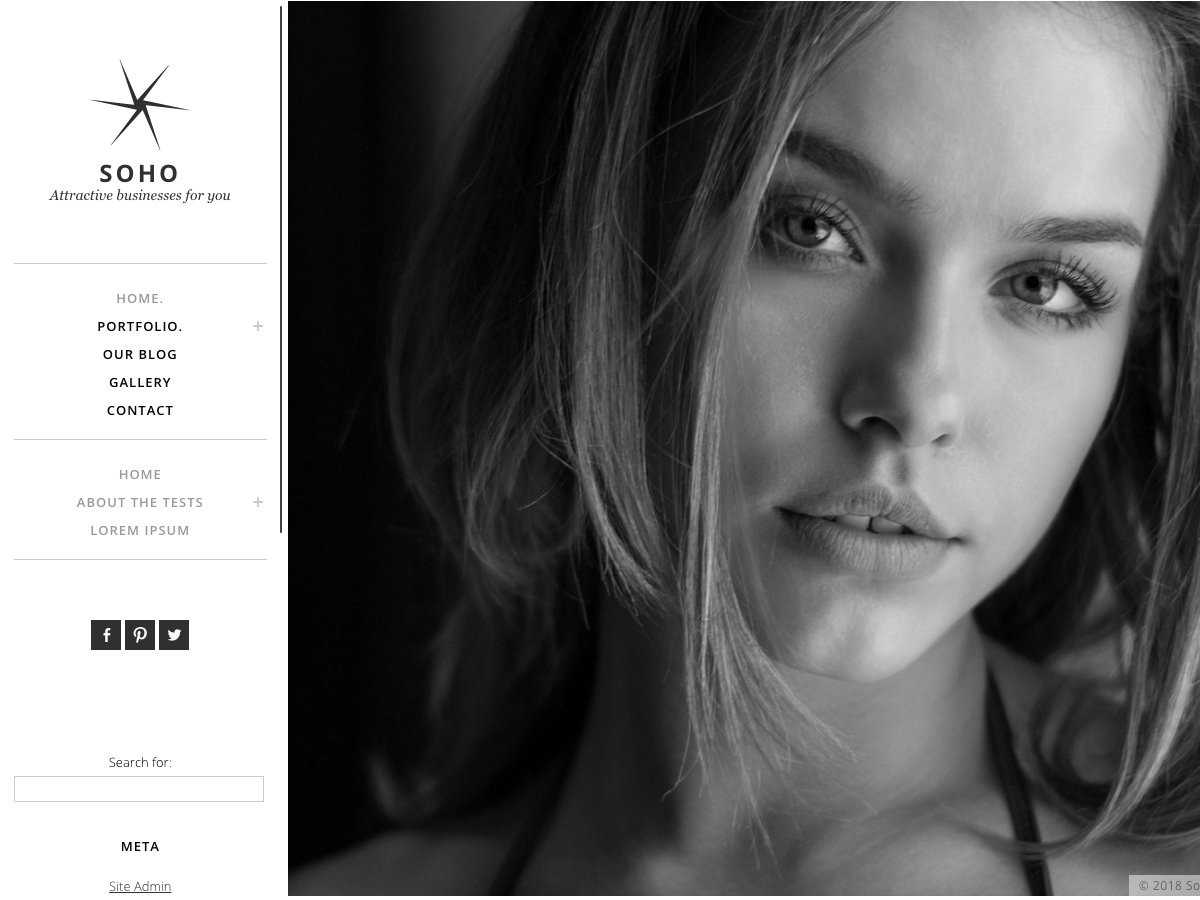 SOHO
Attractive businesses for you
HOME.
PORTFOLIO.
OUR BLOG
GALLERY
CONTACT
HOME
ABOUT THE TESTS
LOREM IPSUM
Search for:
META
Site Admin
© 2018 So